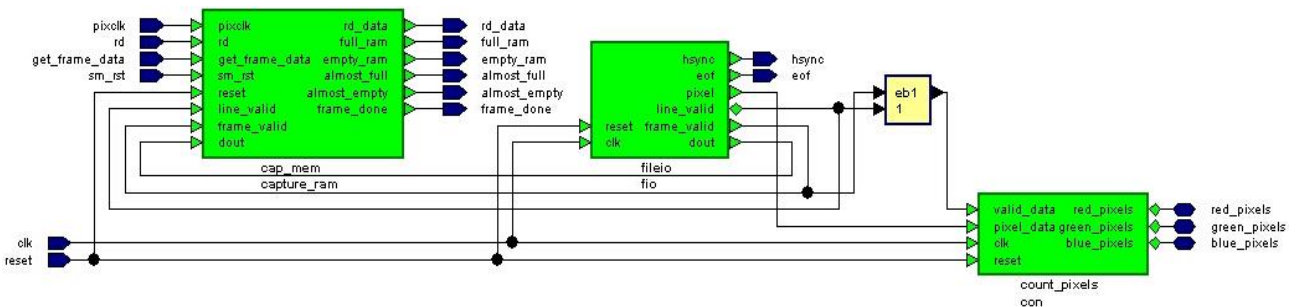 pixclk
rd
get_frame_data
sm_rst
pixclk
rd
get_frame_data
sm_rst
reset
line_valid
frame_valid
dout
rd_data
full_ram
empty_ram
almost_full
almost_empty
frame_done
rd_data
full_ram
empty_ram
almost_full
almost_empty
frame_done
cap_mem
capture_ram
hsync
eof
pixel
line_valid
reset frame_valid
clk dout
hsync
eof
fileio
fio
eb1
1
clk
reset
valid_data red_pixels
pixel_data green_pixels
clk blue_pixels
reset
red_pixels
green_pixels
blue_pixels
count_pixels
con